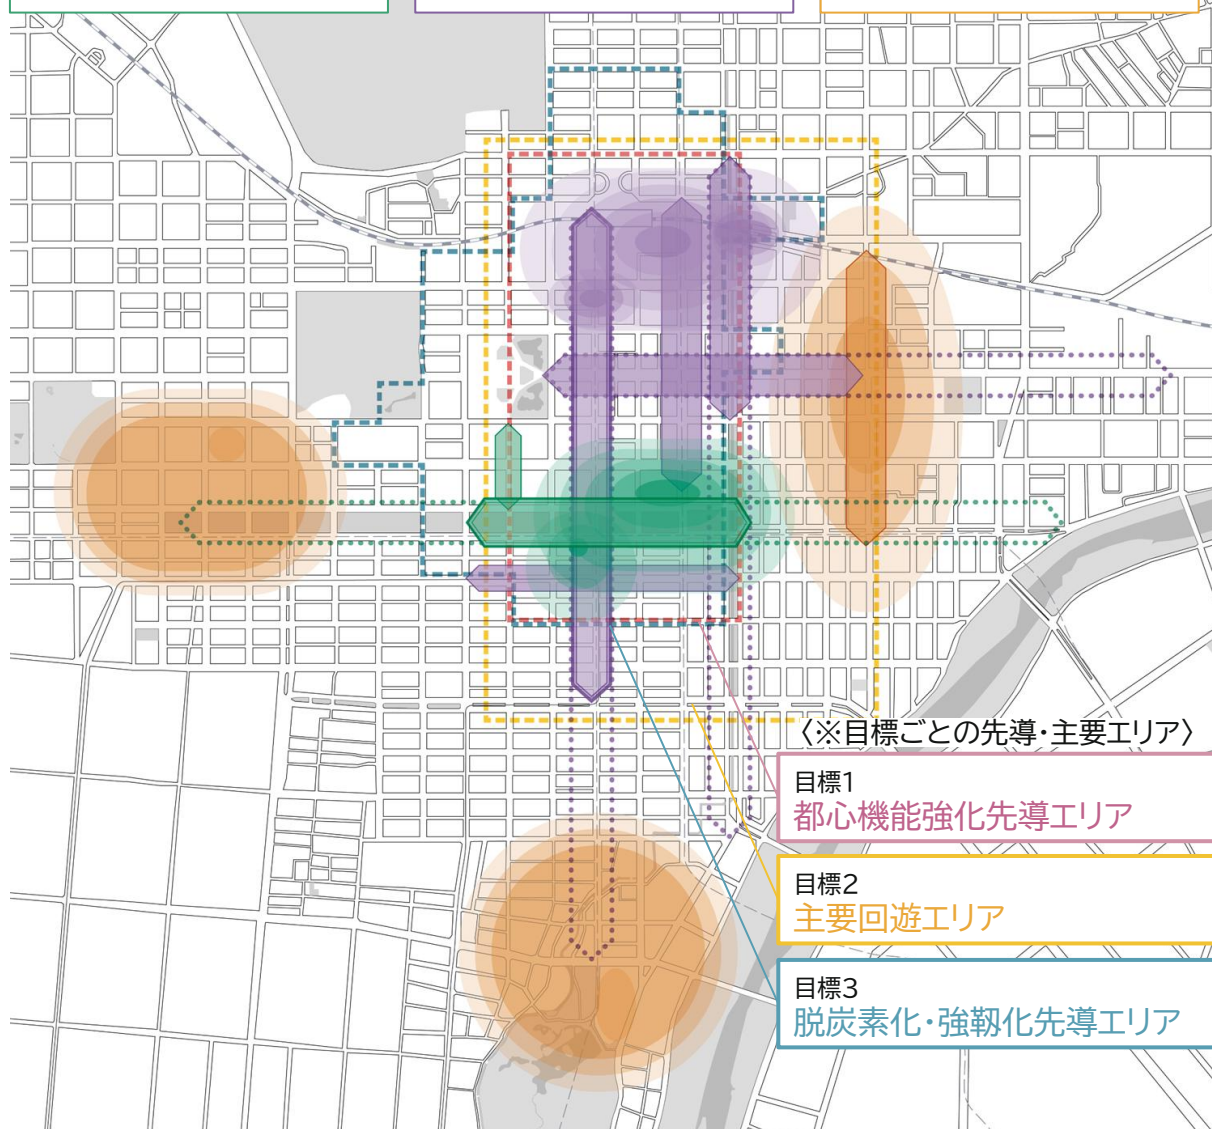 〈※目標ごとの先導・主要エリア〉
目標1
都心機能強化先導エリア
目標2
主要回遊エリア
目標3
脱炭素化・強靱化先導エリア